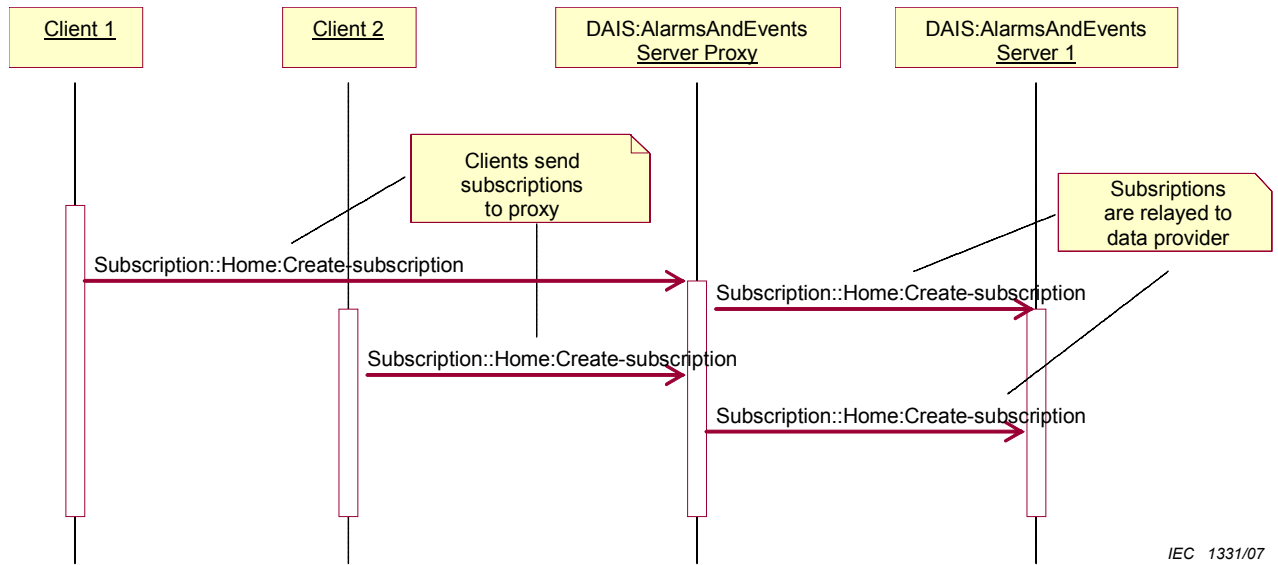 Client 1
Client 2
DAIS:AlarmsAndEvents
Server Proxy
DAIS:AlarmsAndEvents
Server 1
Clients send
subscriptions
to proxy
Subsriptions
are relayed to
data provider
Subscription::Home:Create-subscription
Subscription::Home:Create-subscription
Subscription::Home:Create-subscription
Subscription::Home:Create-subscription
IEC 1331/07